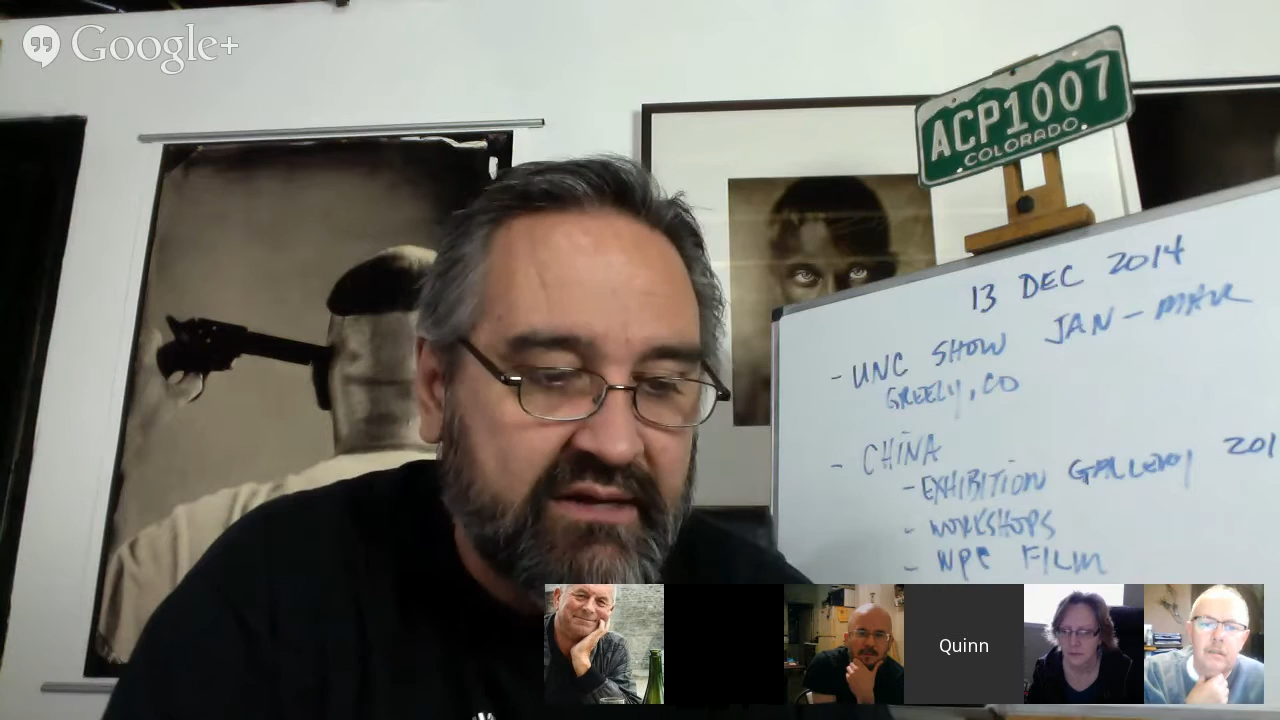 Google+
ACP1007
COLORADO
13 DEC 2014
- UNC SHOW JAN - MAR
GREELY, CO
- CHINA
- EXHIBITION GALLERY 201
- WORKSHOPS
- WPC FILM
Quinn